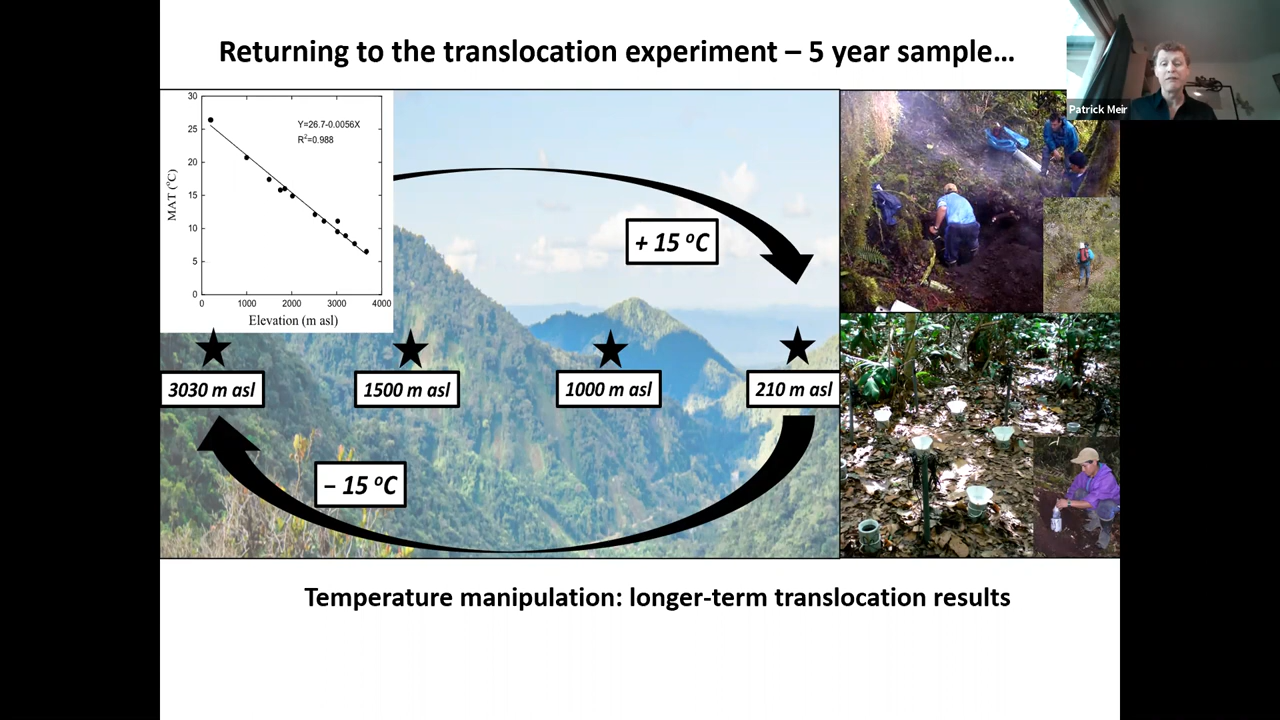 Returning to the translocation experiment – 5 year sample…
Patrick Meir
30
25
20
15
10
5
0
MAT (°C)
Y=26.7-0.0056X
R²=0.988
0 1000 2000 3000 4000
Elevation (m asl)
+ 15 ºC
3030 m asl
1500 m asl
1000 m asl
210 m asl
– 15 ºC
Temperature manipulation: longer-term translocation results